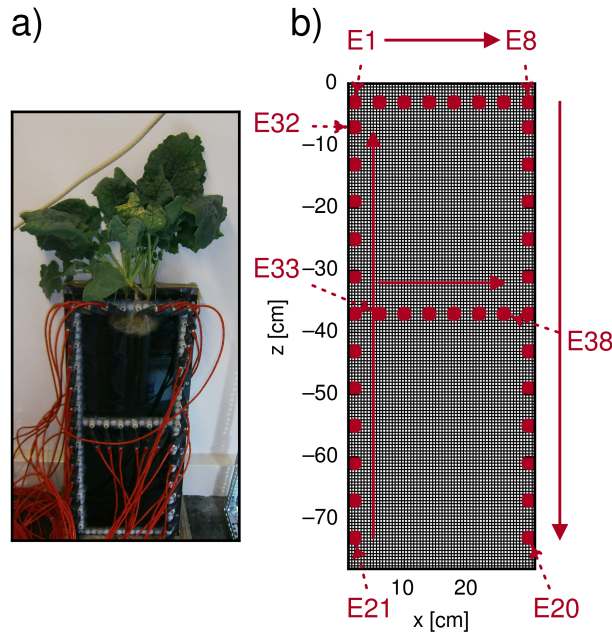 a)
b)
E1
E8
0
E32
–10
–20
E33
–30
–40
E38
z [cm]
–50
–60
–70
10
20
E21
E20
x [cm]